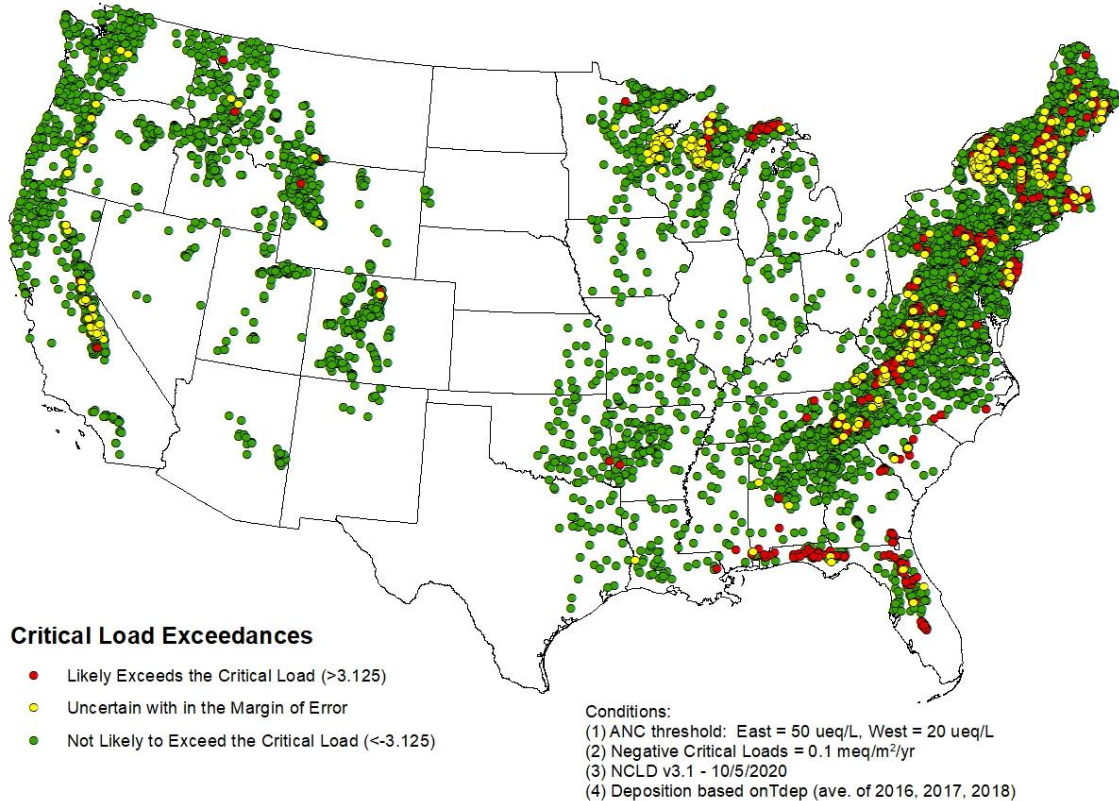 Critical Load Exceedances
Likely Exceeds the Critical Load (>3.125)
Uncertain with in the Margin of Error
Not Likely to Exceed the Critical Load (<-3.125)
Conditions:
(1) ANC threshold: East = 50 ueq/L, West = 20 ueq/L
(2) Negative Critical Loads = 0.1 meq/m²/yr
(3) NCLD v3.1 - 10/5/2020
(4) Deposition based onTdep (ave. of 2016, 2017, 2018)